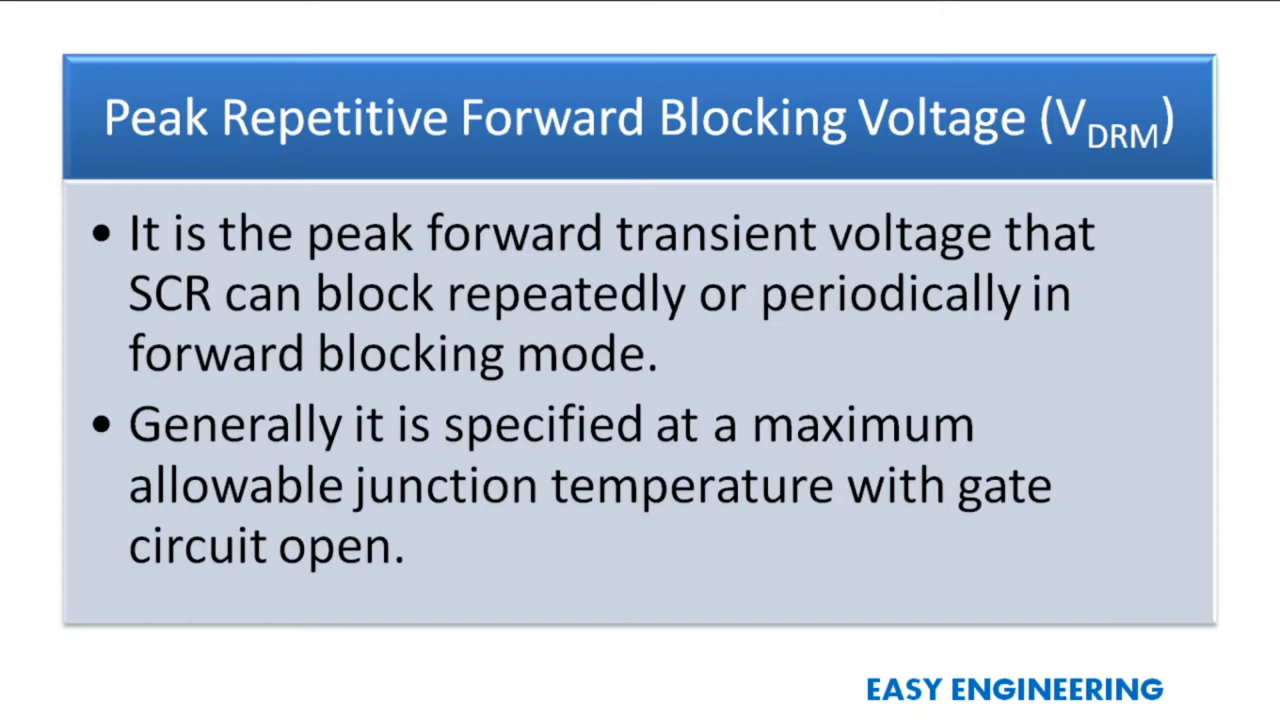 Peak Repetitive Forward Blocking Voltage (VDRM)
• It is the peak forward transient voltage that
SCR can block repeatedly or periodically in
forward blocking mode.
• Generally it is specified at a maximum
allowable junction temperature with gate
circuit open.
EASY ENGINEERING